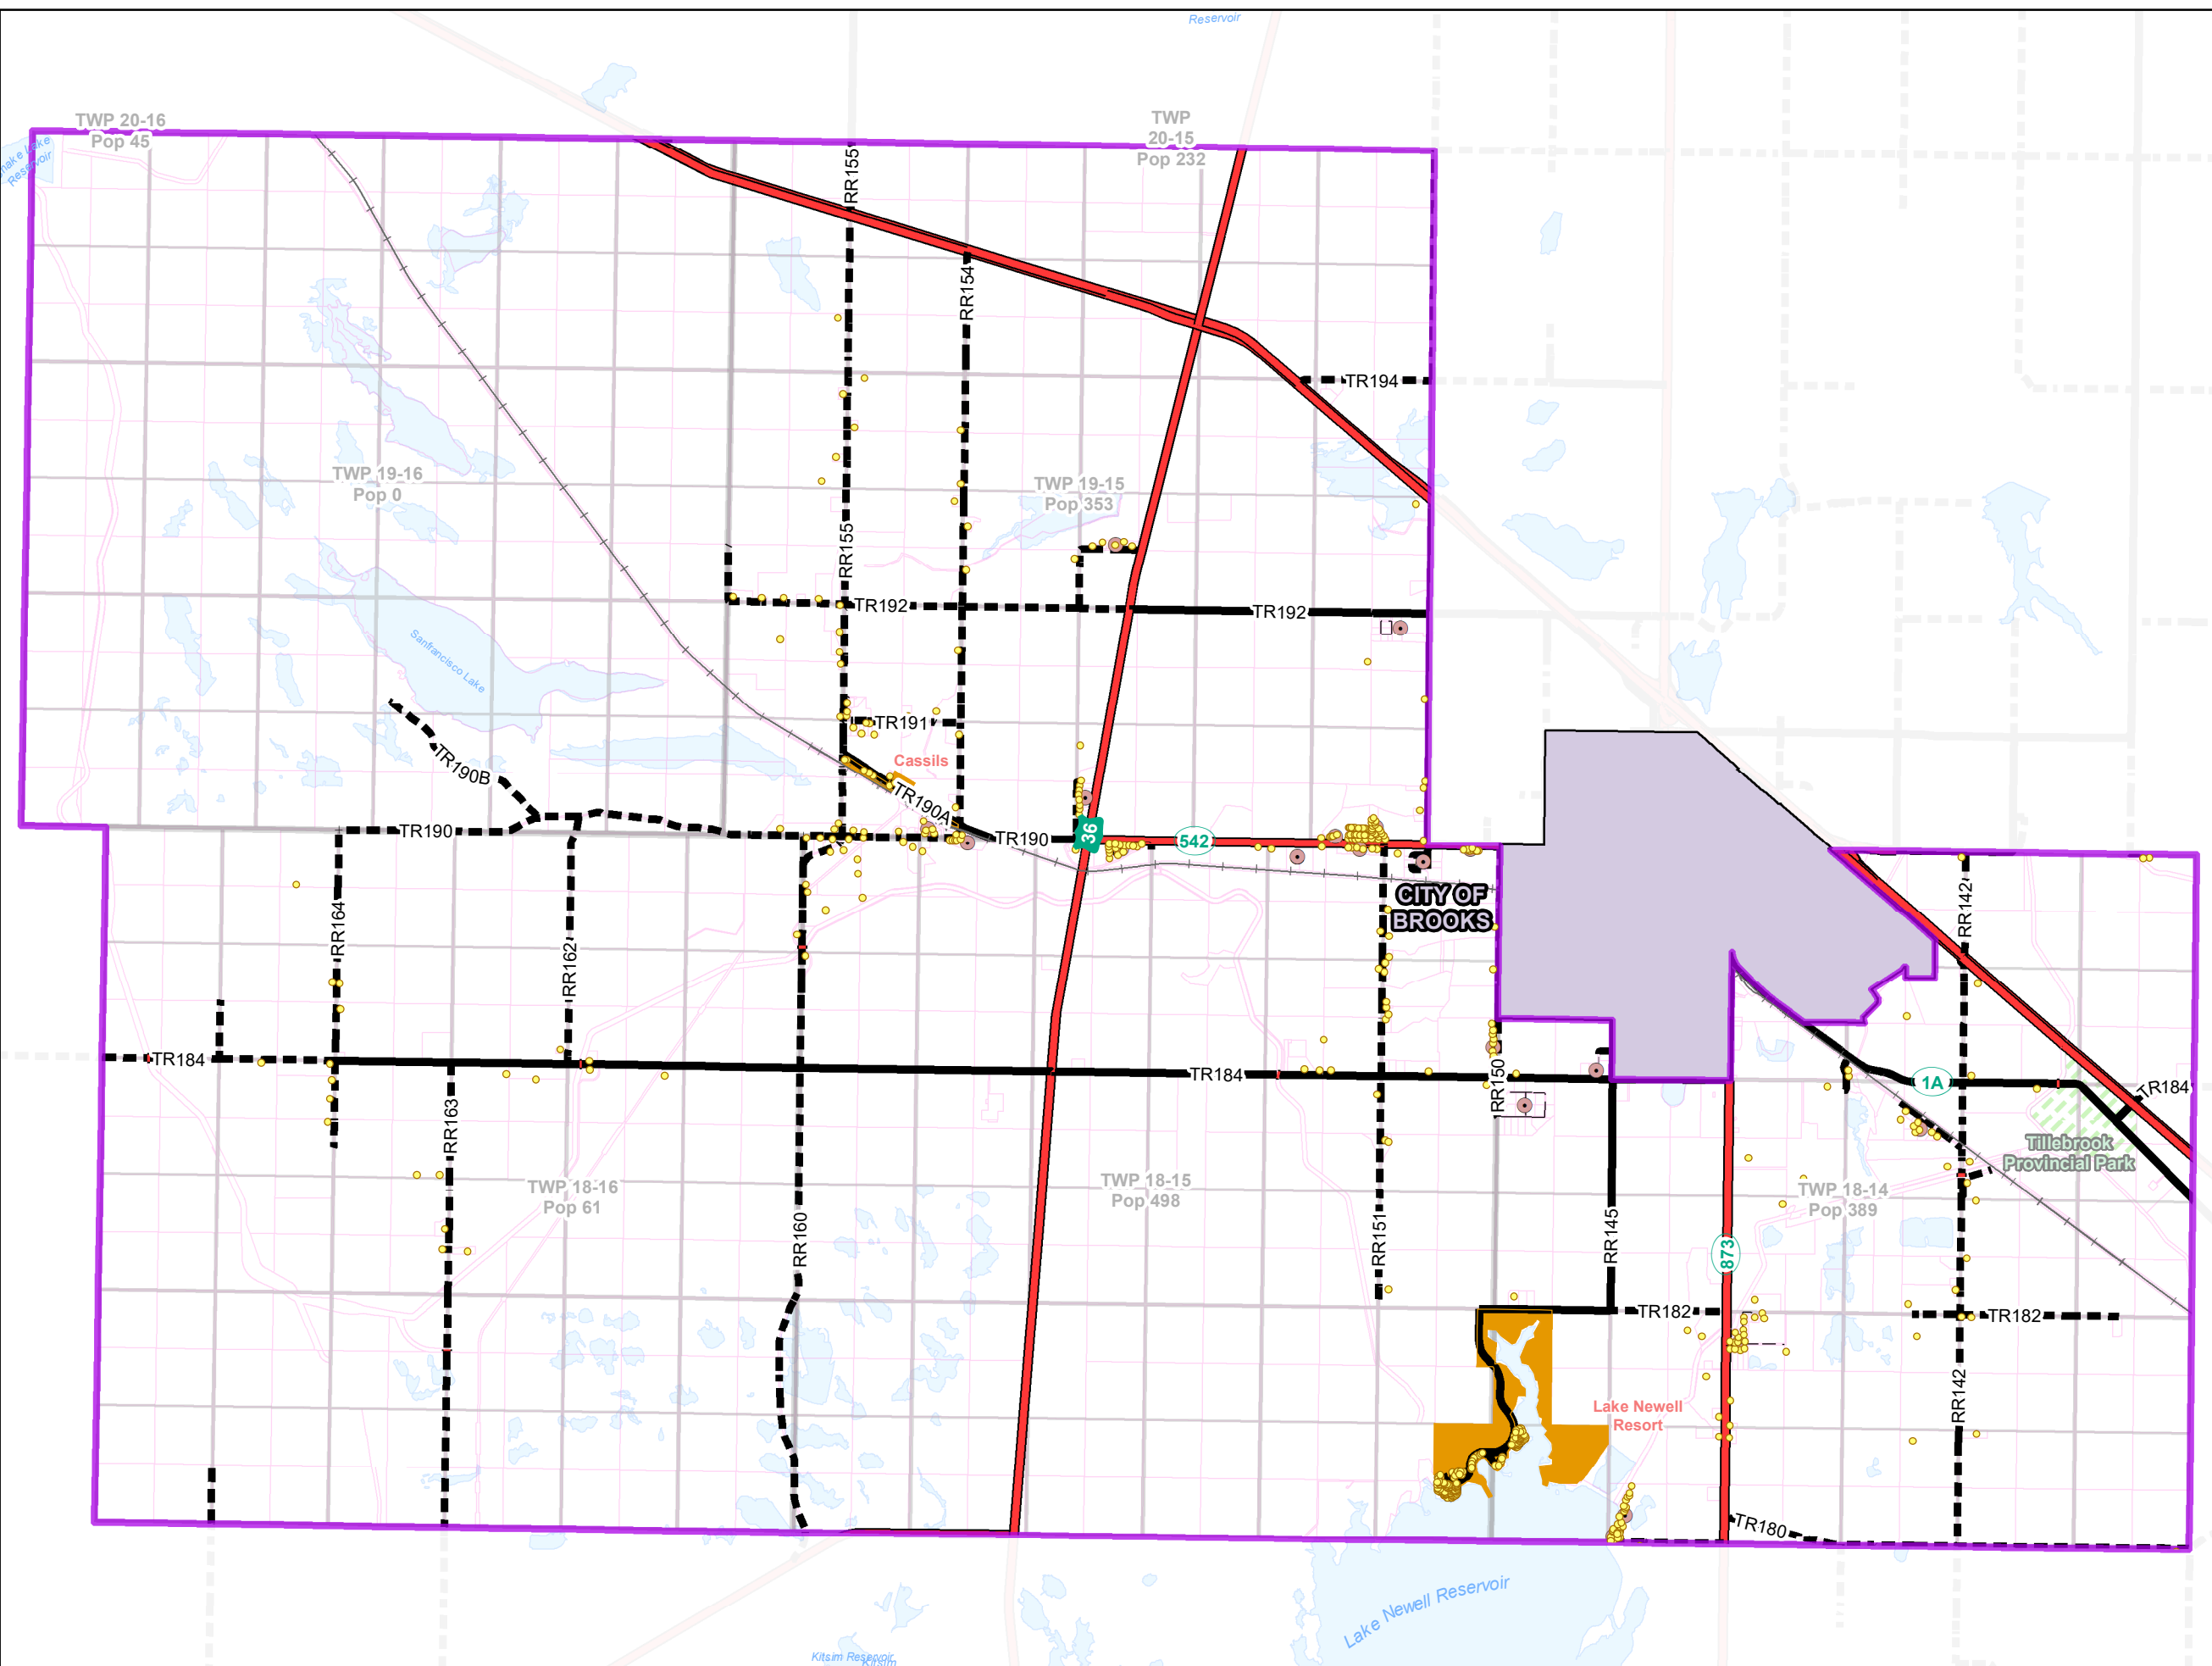 Reservoir
TWP 20-16
Pop 45
TWP
20-15
Pop 232
Reservoir
RR155
RR154
TR194
TWP 19-16
Pop 0
TWP 19-15
Pop 353
RR155
TR192
TR192
Sanfrancisco Lake
TR191
Cassils
TR190B
TR190A
TR190
TR190
36
542
CITY OF
BROOKS
RR164
RR162
RR142
TR184
TR184
1A
TR184
RR150
RR163
Tillebrook
Provincial Park
TWP 18-16
Pop 61
TWP 18-15
Pop 498
TWP 18-14
Pop 389
RR160
RR151
RR145
873
TR182
TR182
Lake Newell
Resort
RR142
TR180
Lake Newell Reservoir
Kitsim Reservoir
Kitsim